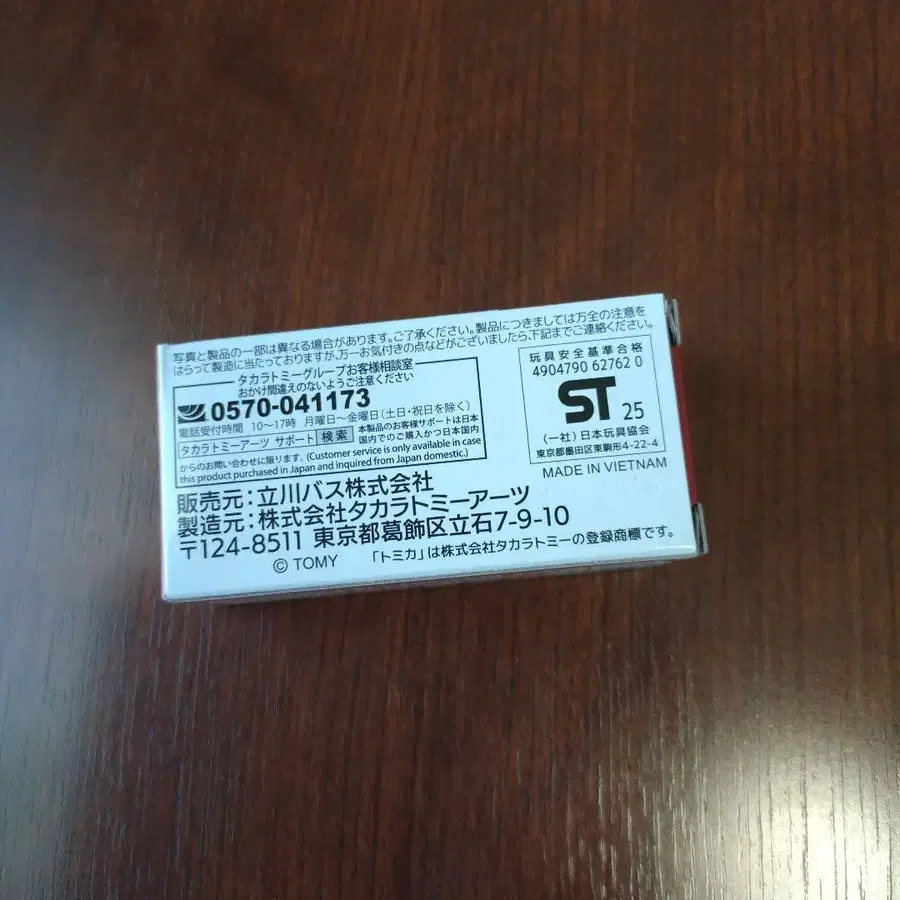 写真と製品の一部は異なる場合があります。ご了承ください。製品につきましては万全の注意を
はらって製造に当たっておりますが、万一お気付きの点などがございましたら、下記までご連絡ください。
タカラトミーグループお客様相談室
おかけ間違えのないようご注意ください
0570-041173
電話受付時間 10〜17時 月曜日〜金曜日(土日・祝日を除く)
タカラトミーアーツ サポート 検索 本製品のお客様サポートは日本
国内でのご購入かつ日本国内
からのお問い合わせに限ります。(Customer service is only available in case
this product purchased in Japan and inquired from Japan domestic.)
玩具安全基準合格
4904790 62762 0
ST 25
(一社)日本玩具協会
東京都墨田区東駒形4-22-4
MADE IN VIETNAM
販売元:立川バス株式会社
製造元:株式会社タカラトミーアーツ
〒124-8511 東京都葛飾区立石7-9-10
© TOMY 「トミカ」は株式会社タカラトミーの登録商標です。